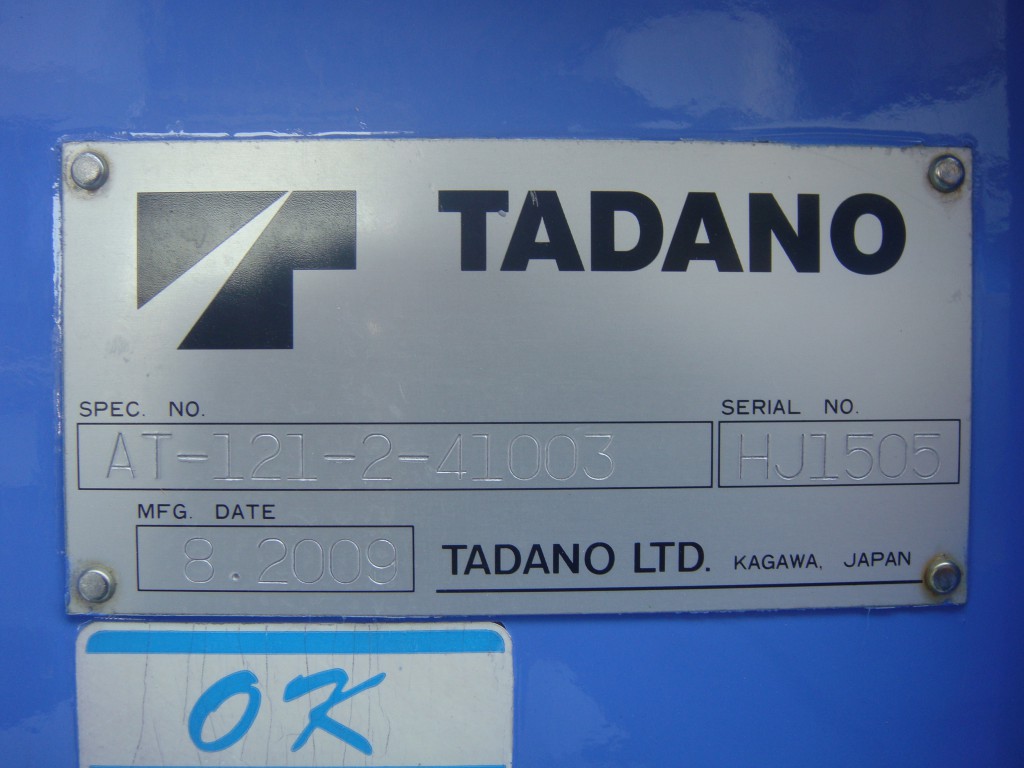 TADANO
SPEC. NO. SERIAL NO.
AT-121-2-41003 HJ1505
MFG. DATE
8.2009
TADANO LTD. KAGAWA, JAPAN
OK